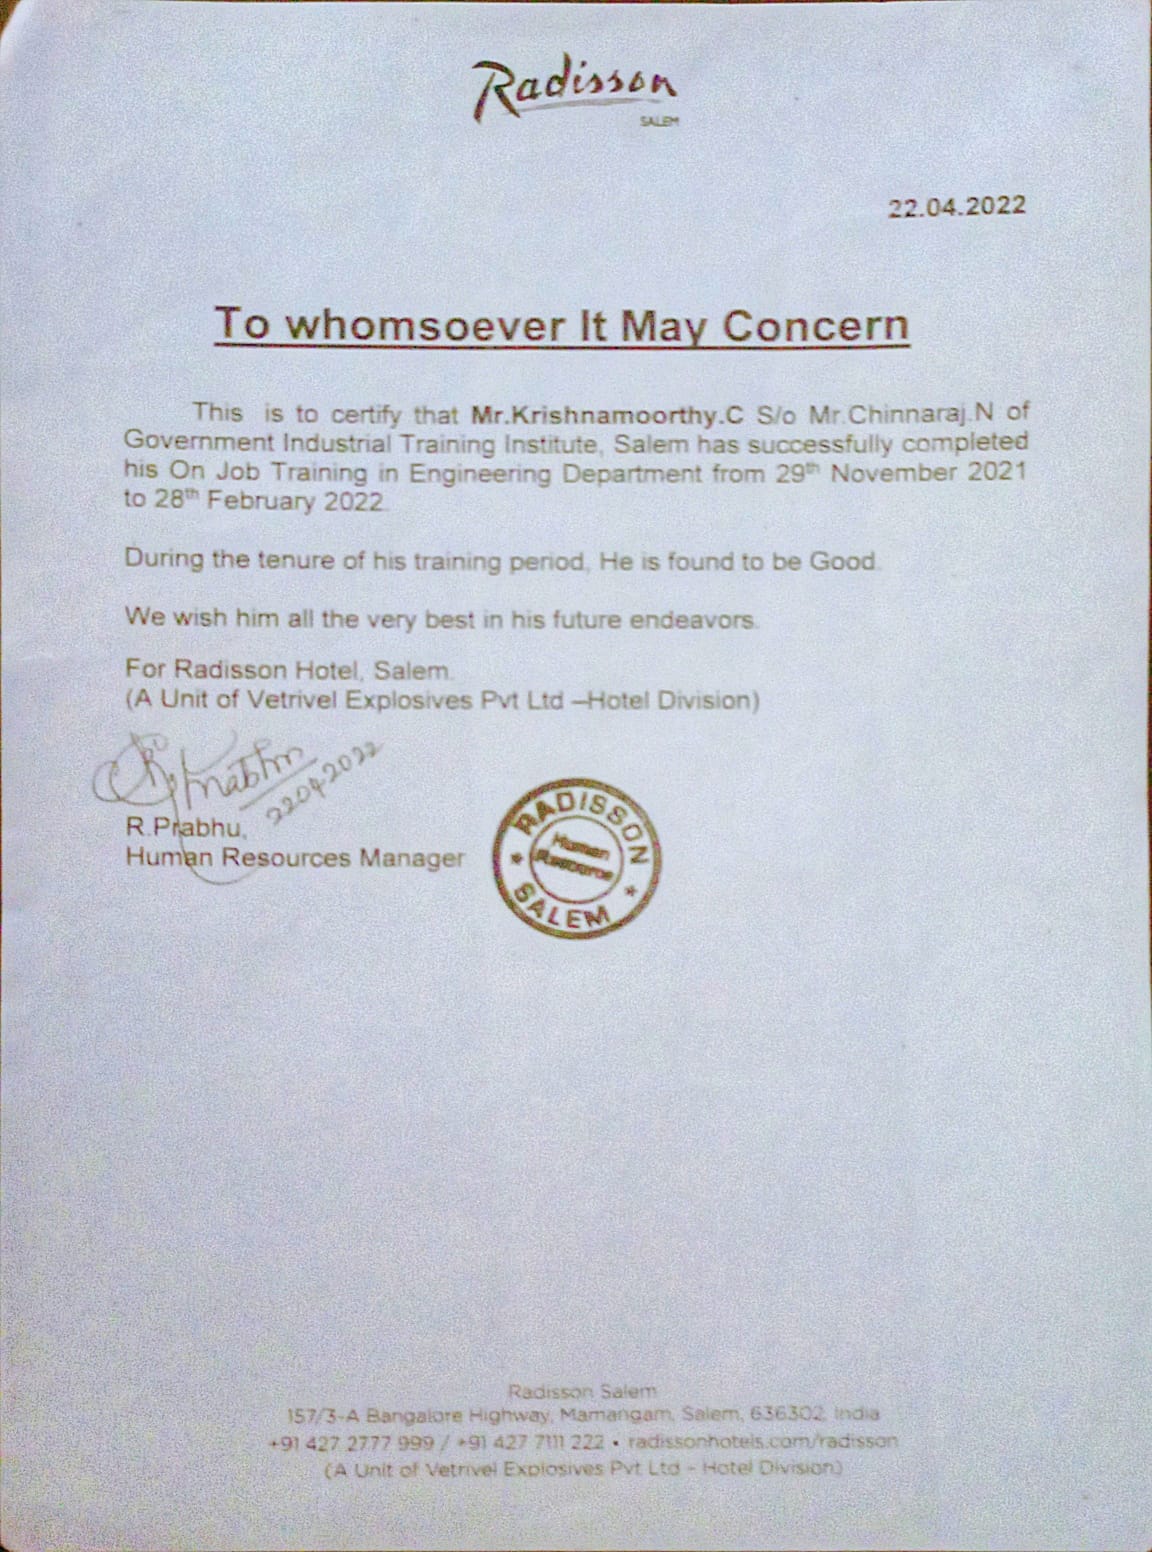 Radisson
SALEM
22.04.2022
To whomsoever It May Concern
This is to certify that Mr.Krishnamoorthy.C S/o Mr.Chinnaraj.N of
Government Industrial Training Institute, Salem has successfully completed
his On Job Training in Engineering Department from 29th November 2021
to 28th February 2022.
During the tenure of his training period, He is found to be Good.
We wish him all the very best in his future endeavors.
For Radisson Hotel, Salem.
(A Unit of Vetrivel Explosives Pvt Ltd –Hotel Division)
22.04.2022
R.Prabhu,
Human Resources Manager
RADISSON
Human
Resource
SALEM
Radisson Salem
157/3-A Bangalore Highway, Mamangam, Salem, 636302, India
+91 427 2777 999 / +91 427 7111 222 • radissonhotels.com/radisson
(A Unit of Vetrivel Explosives Pvt Ltd - Hotel Division)